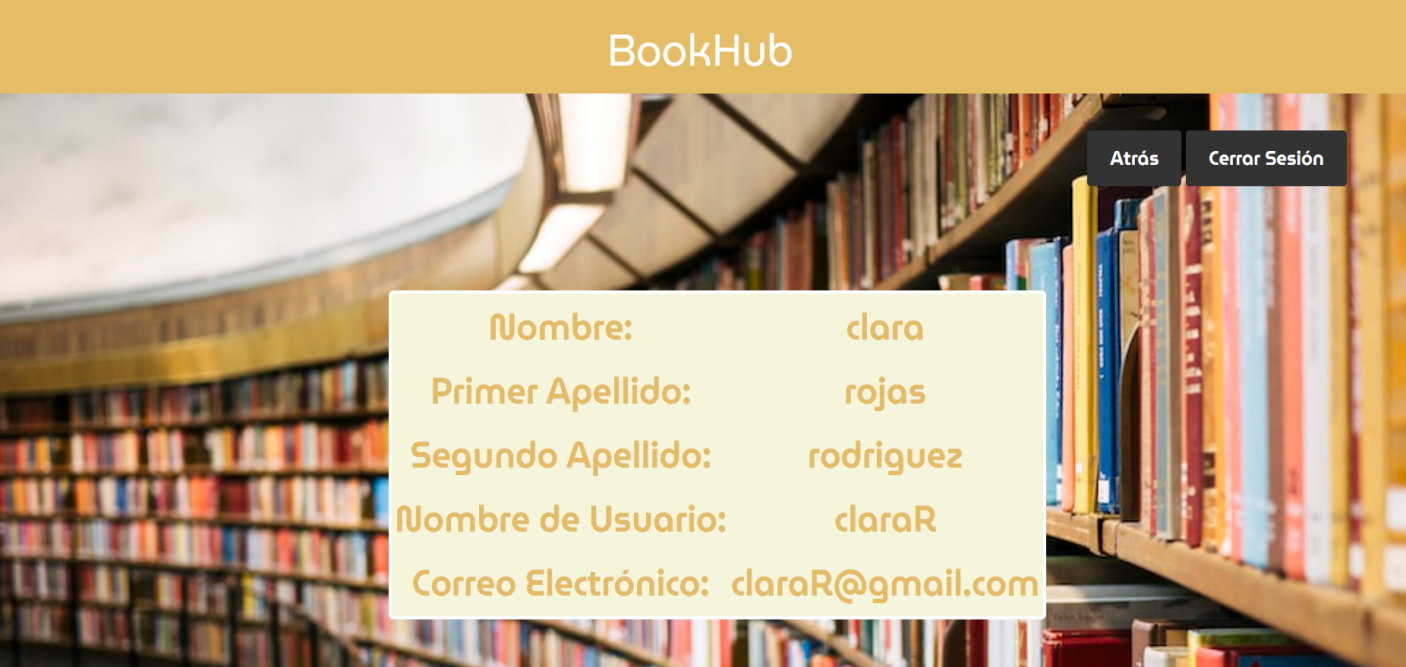 BookHub
Atrás Cerrar Sesión
Nombre: clara
Primer Apellido: rojas
Segundo Apellido: rodriguez
Nombre de Usuario: claraR
Correo Electrónico: claraR@gmail.com